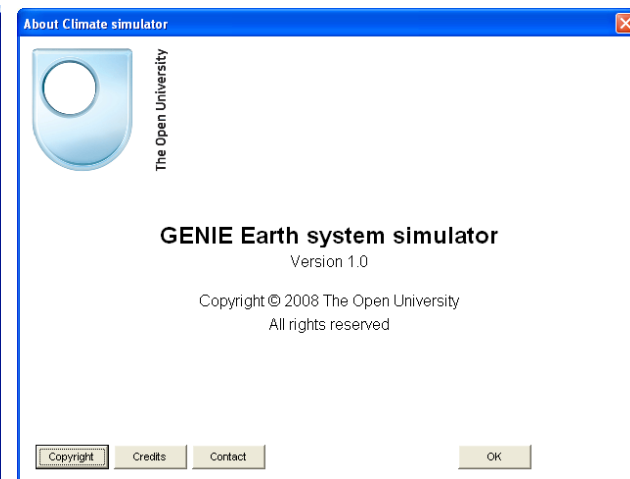 About Climate simulator
The Open University
GENIE Earth system simulator
Version 1.0
Copyright © 2008 The Open University
All rights reserved
Copyright Credits Contact OK